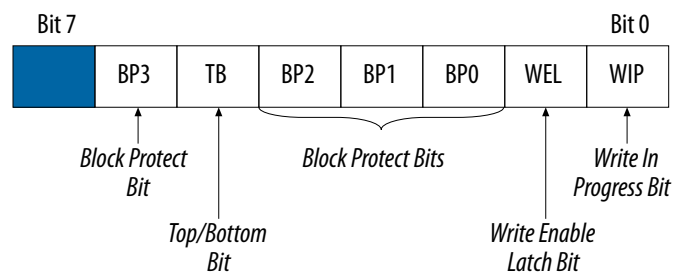 Bit 7 Bit 0
BP3 TB BP2 BP1 BP0 WEL WIP
Block Protect
Bit
Block Protect Bits
Write In
Progress Bit
Top/Bottom
Bit
Write Enable
Latch Bit